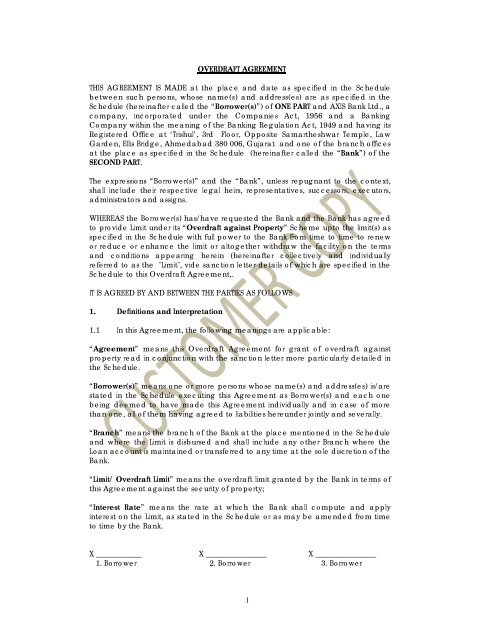 OVERDRAFT AGREEMENT
THIS AGREEMENT IS MADE at the place and date as specified in the Schedule
between such persons, whose name(s) and address(es) are as specified in the
Schedule (hereinafter called the "Borrower(s)") of ONE PART and AXIS Bank Ltd., a
company, incorporated under the Companies Act, 1956 and a Banking
Company within the meaning of the Banking Regulation Act, 1949 and having its
Registered Office at 'Trishul', 3rd Floor, Opposite Samartheshwar Temple, Law
Garden, Ellis Bridge, Ahmedabad 380 006, Gujarat and one of the branch offices
at the place as specified in the Schedule (hereinafter called the "Bank") of the
SECOND PART.
The expressions "Borrower(s)" and the "Bank", unless repugnant to the context,
shall include their respective legal heirs, representatives, successors, executors,
administrators and assigns.
WHEREAS the Borrower(s) has/have requested the Bank and the Bank has agreed
to provide Limit under its "Overdraft against Property" Scheme upto the limit(s) as
specified in the Schedule with full power to the Bank from time to time to renew
or reduce or enhance the limit or altogether withdraw the facility on the terms
and conditions appearing herein (hereinafter collectively and individually
referred to as the "Limit", vide sanction letter details of which are specified in the
Schedule to this Overdraft Agreement,.
IT IS AGREED BY AND BETWEEN THE PARTIES AS FOLLOWS
1. Definitions and Interpretation
1.1 In this Agreement, the following meanings are applicable:
"Agreement" means this Overdraft Agreement for grant of overdraft against
property read in conjunction with the sanction letter more particularly detailed in
the Schedule.
"Borrower(s)" means one or more persons whose name(s) and address(es) is/are
stated in the Schedule executing this Agreement as Borrower(s) and each one
being deemed to have made this Agreement individually and in case of more
than one, all of them having agreed to liabilities hereunder jointly and severally.
"Branch" means the branch of the Bank at the place mentioned in the Schedule
and where the Limit is disbursed and shall include any other Branch where the
Loan account is maintained or transferred to any time at the sole discretion of the
Bank.
"Limit/ Overdraft Limit" means the overdraft limit granted by the Bank in terms of
this Agreement against the security of property;
"Interest Rate" means the rate at which the Bank shall compute and apply
interest on the Limit, as stated in the Schedule or as may be amended from time
to time by the Bank.
X ____________ X ________________ X ________________
1. Borrower 2. Borrower 3. Borrower
1
CUSTOMER COPY